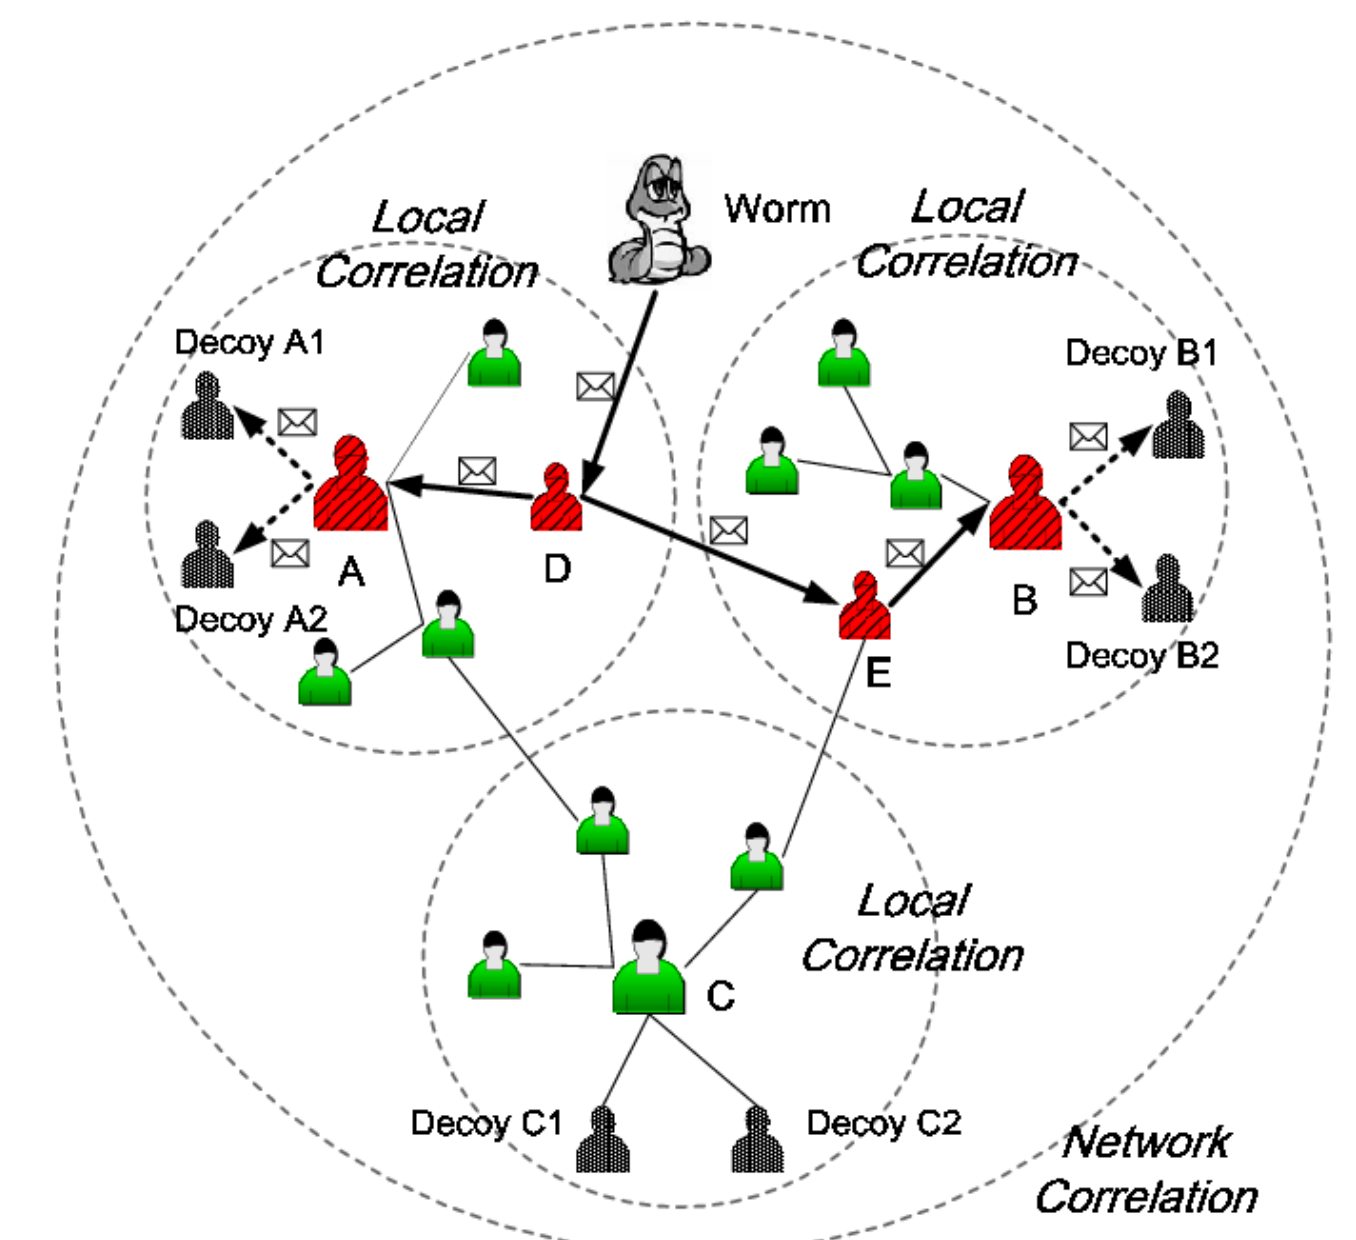 Worm
Local
Correlation
Local
Correlation
Decoy A1
Decoy B1
A
D
B
Decoy A2
E
Decoy B2
Local
Correlation
C
Decoy C1
Decoy C2
Network
Correlation